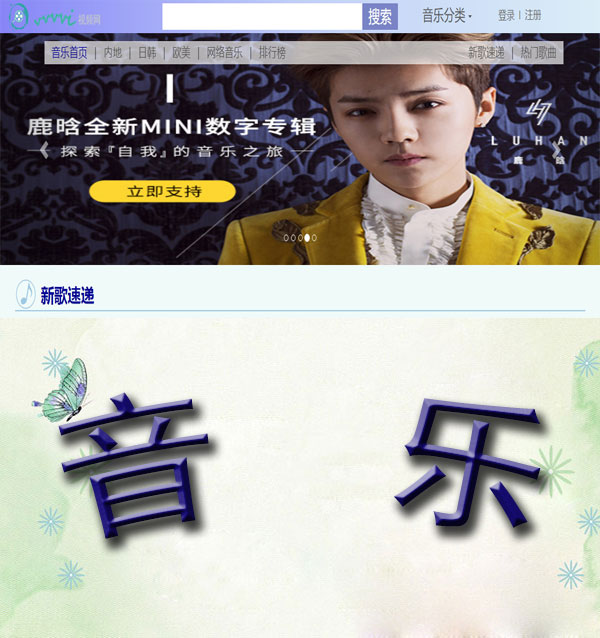 vvvvi 视频网 搜索 音乐分类 登录 | 注册
音乐首页 | 内地 | 日韩 | 欧美 | 网络音乐 | 排行榜 新歌速递 | 热门歌曲
I
鹿晗全新MINI数字专辑
探索『自我』的音乐之旅
立即支持
LUHAN
鹿晗
新歌速递
音 乐